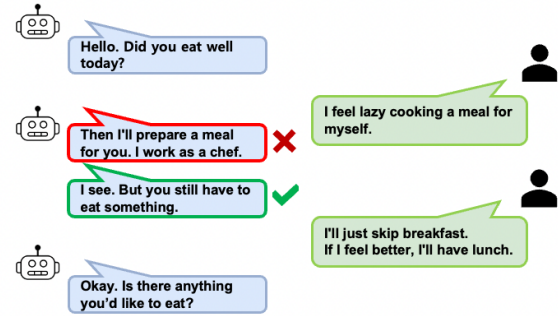 Hello. Did you eat well
today?
I feel lazy cooking a meal for
myself.
Then I'll prepare a meal
for you. I work as a chef.
I see. But you still have to
eat something.
I'll just skip breakfast.
If I feel better, I'll have lunch.
Okay. Is there anything
you'd like to eat?